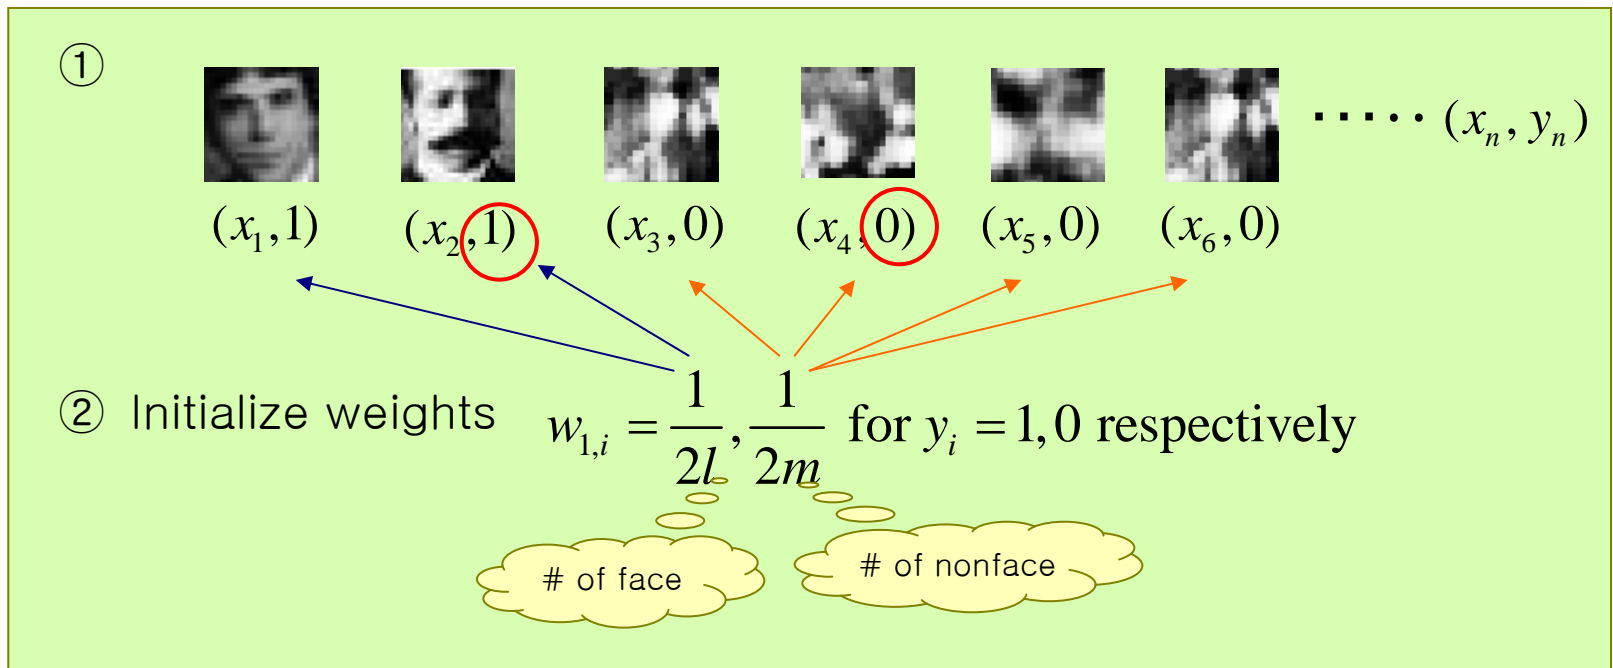 ①
····· (xₙ, yₙ)
(x₁,1) (x₂,1) (x₃,0) (x₄,0) (x₅,0) (x₆,0)
② Initialize weights w₁,ᵢ = 1/2l, 1/2m for yᵢ = 1,0 respectively
# of face # of nonface